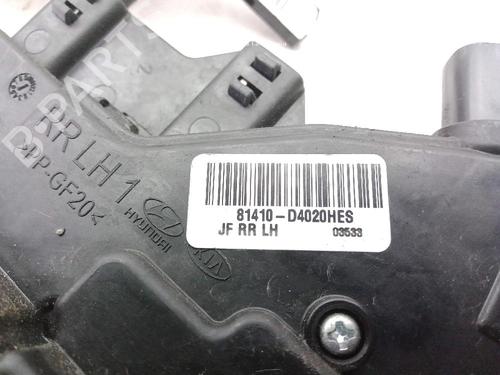 RR LH 1
>PP-GF20<
HYUNDAI
KIA
81410-D4020HES
JF RR LH 03533